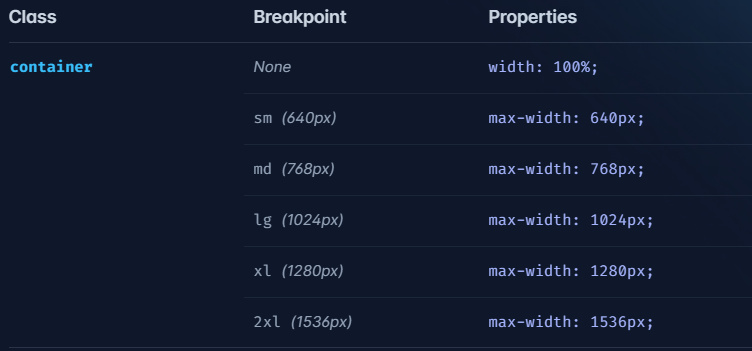 Class Breakpoint Properties
container None width: 100%;
sm (640px) max-width: 640px;
md (768px) max-width: 768px;
lg (1024px) max-width: 1024px;
xl (1280px) max-width: 1280px;
2xl (1536px) max-width: 1536px;